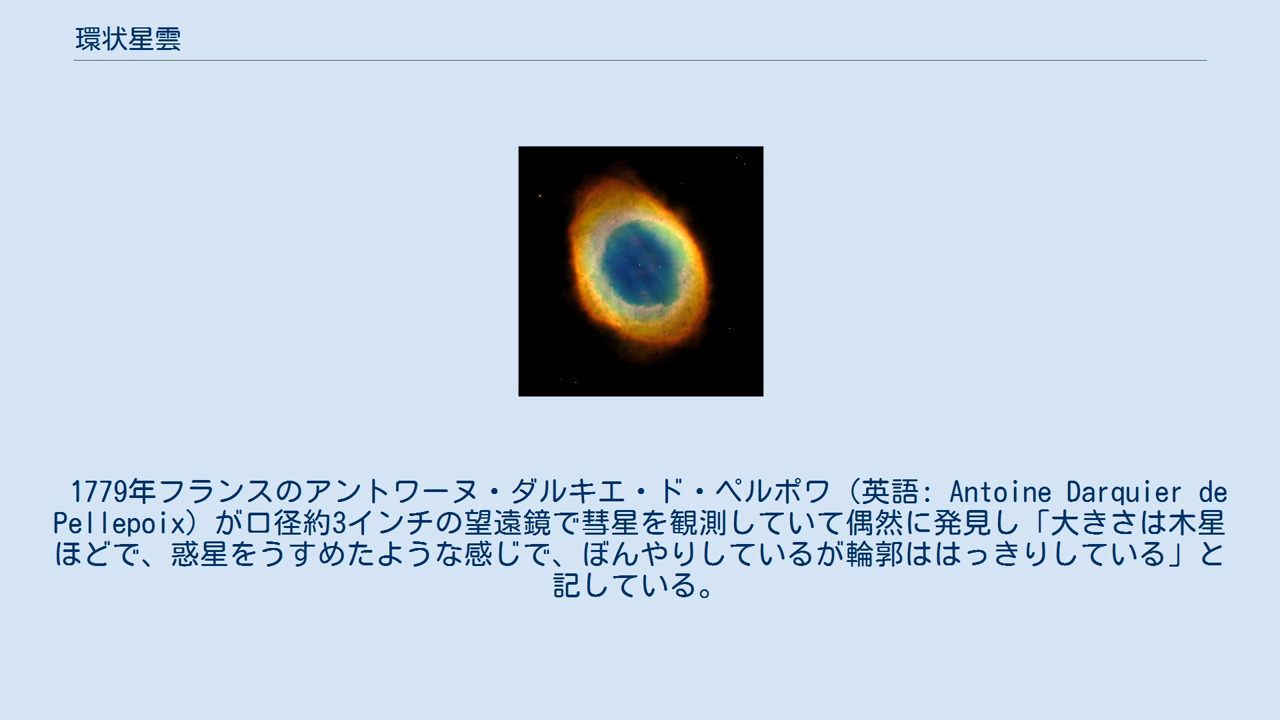 環状星雲
1779年フランスのアントワーヌ・ダルキエ・ド・ペルポワ（英語: Antoine Darquier de
Pellepoix）が口径約3インチの望遠鏡で彗星を観測していて偶然に発見し「大きさは木星
ほどで、惑星をうすめたような感じで、ぼんやりしているが輪郭ははっきりしている」と
記している。